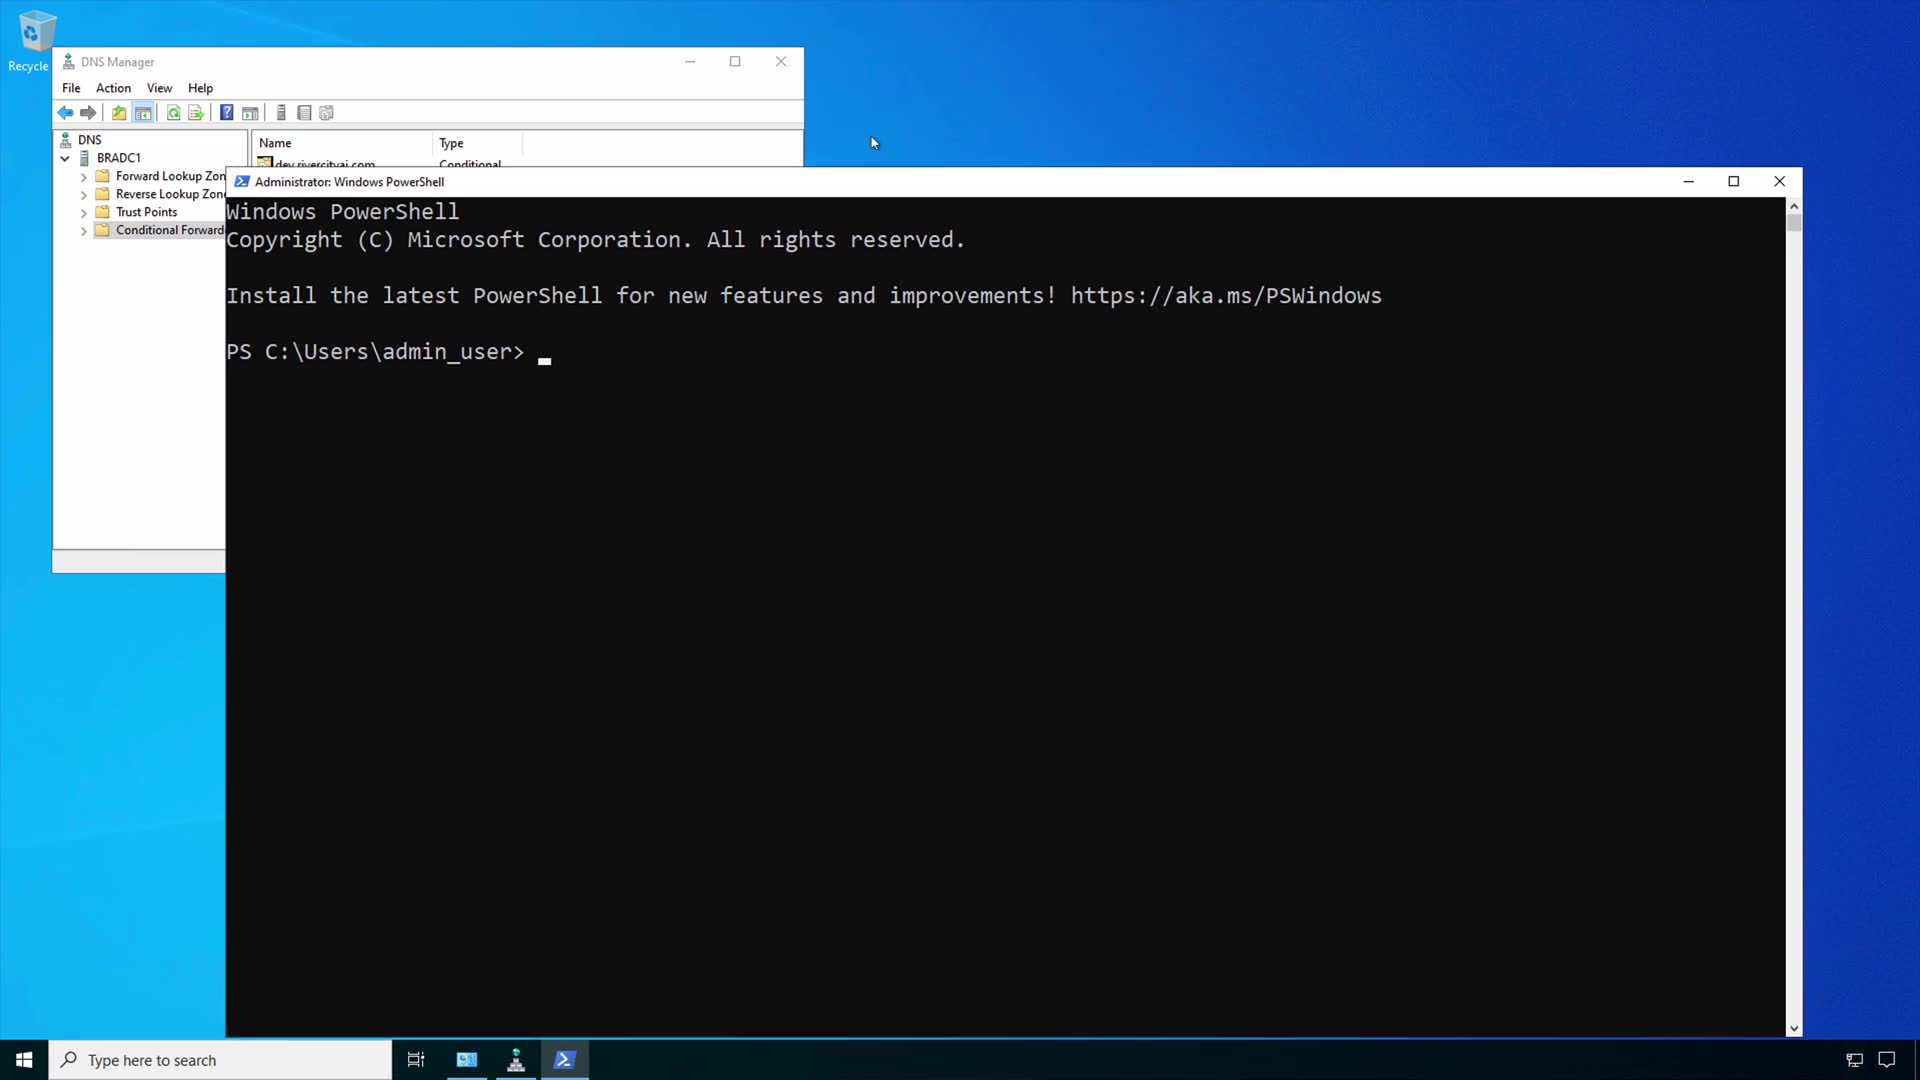 Recycle
DNS Manager
File Action View Help
DNS
BRADC1
Forward Lookup Zon
Reverse Lookup Zone
Trust Points
Conditional Forward
Name Type
dev.rivercityai.com Conditional
Administrator: Windows PowerShell
Windows PowerShell
Copyright (C) Microsoft Corporation. All rights reserved.
Install the latest PowerShell for new features and improvements! https://aka.ms/PSWindows
PS C:\Users\admin_user>
Type here to search